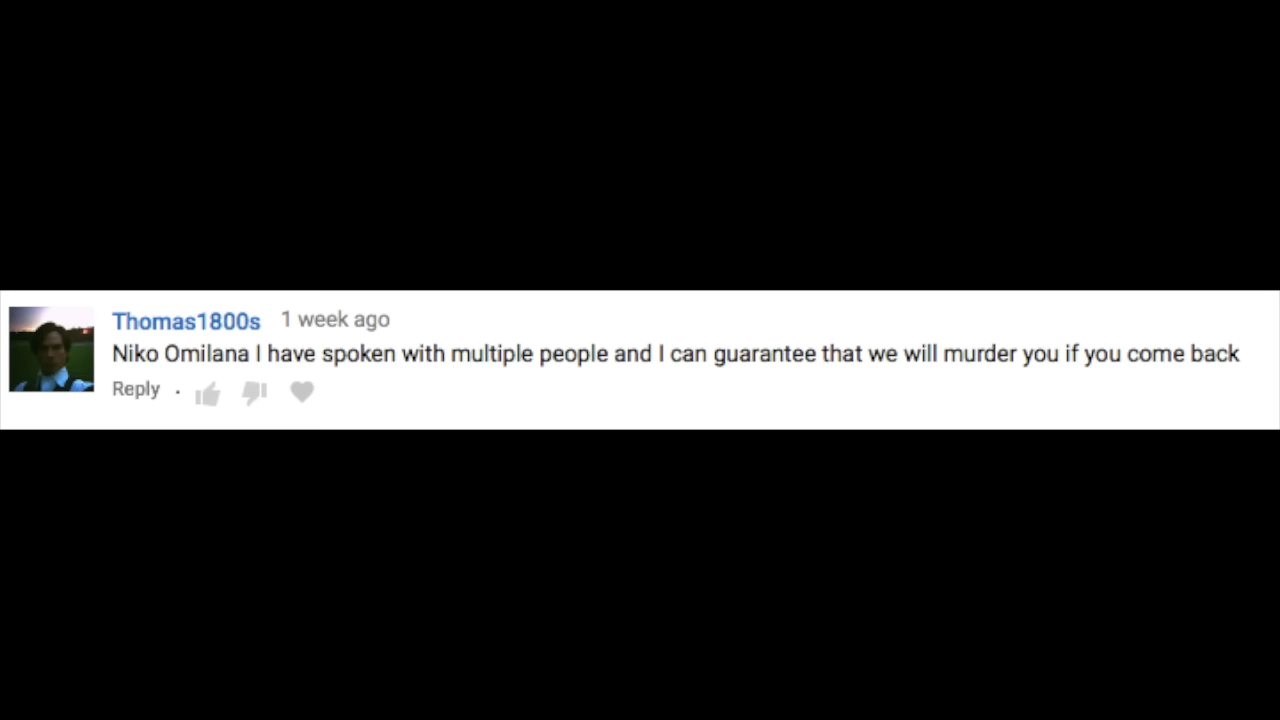 Thomas1800s 1 week ago
Niko Omilana I have spoken with multiple people and I can guarantee that we will murder you if you come back
Reply ·